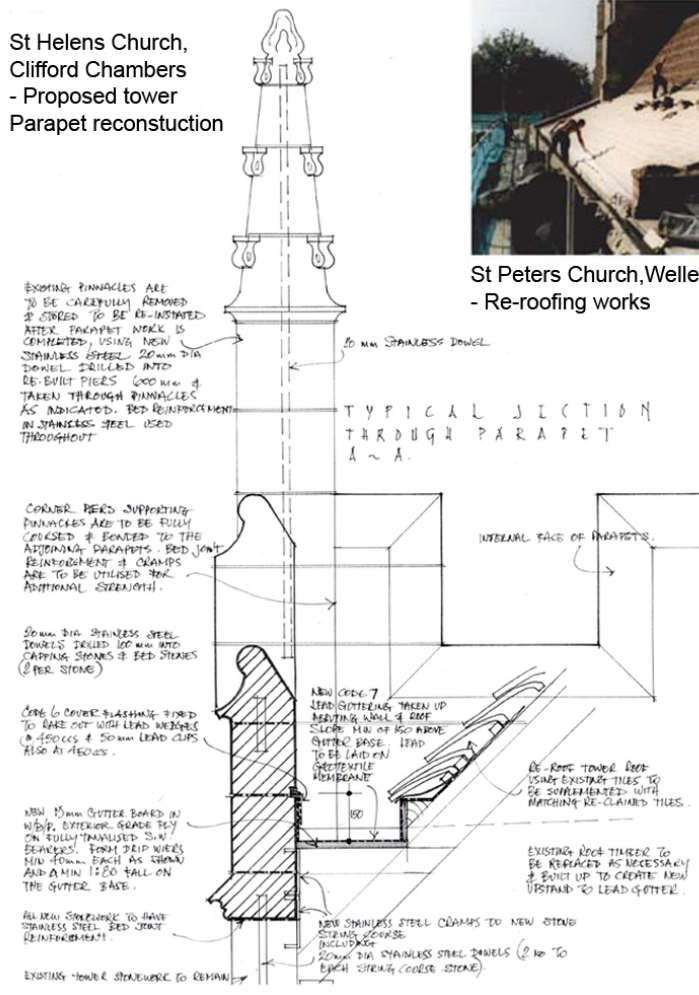 St Helens Church,
Clifford Chambers
- Proposed tower
Parapet reconstuction
St Peters Church,Welle
- Re-roofing works
EXISTING PINNACLES ARE
TO BE CAREFULLY REMOVED
& STORED TO BE RE-INSTATED
AFTER PARAPET WORK IS
COMPLETED, USING NEW
STAINLESS STEEL 20mm DIA
DOWEL DRILLED INTO
RE-BUILT PIERS 600 mm &
TAKEN THROUGH PINNACLES
AS INDICATED. BED REINFORCEMENT
IN STAINLESS STEEL USED
THROUGHOUT
20 mm STAINLESS DOWEL
TYPICAL SECTION
THROUGH PARAPET
A~A.
CORNER PIERS SUPPORTING
PINNACLES ARE TO BE FULLY
COURSED & BONDED TO THE
ADJOINING PARAPETS. BED JOINT
REINFORCEMENT & CRAMPS
ARE TO BE UTILISED FOR
ADDITIONAL STRENGTH.
INTERNAL FACE OF PARAPETS.
20mm DIA STAINLESS STEEL
DOWELS DRILLED 100 mm INTO
CAPPING STONES & BED STONES
(2 PER STONE)
NEW CODE 7
LEAD GUTTERING TAKEN UP
ABUTING WALL & ROOF
SLOPE MIN OF 150 ABOVE
GUTTER BASE. LEAD
TO BE LAID ON
GEOTEXTILE
MEMBRANE
CODE 6 COVER FLASHING FIXED
TO RAKE OUT WITH LEAD WEDGES
@ 450 CCS & 50mm LEAD CLIPS
ALSO AT 450 CCS.
150
RE-ROOF TOWER ROOF
USING EXISTING TILES TO
BE SUPPLEMENTED WITH
MATCHING RE-CLAIMED TILES.
NEW 15mm GUTTER BOARD IN
W.B.P. EXTERIOR GRADE PLY
ON FULLY TANALISED S.W.
BEARERS. FORM DRIP
MIN 40mm EACH AS SHOWN
AND A MIN 1:80 FALL ON
THE GUTTER BASE.
EXISTING ROOF TIMBER TO
BE REPLACED AS NECESSARY
& BUILT UP TO CREATE NEW
UPSTAND TO LEAD GUTTER.
ALL NEW STONEWORK TO HAVE
STAINLESS STEEL BED JOINT
REINFORCEMENT.
NEW STAINLESS STEEL CRAMPS TO NEW STONE
STRING COURSE
INCLUDING
20mm DIA STAINLESS STEEL DOWELS (2 NO TO
EACH STRING COURSE STONE).
EXISTING TOWER STONEWORK TO REMAIN